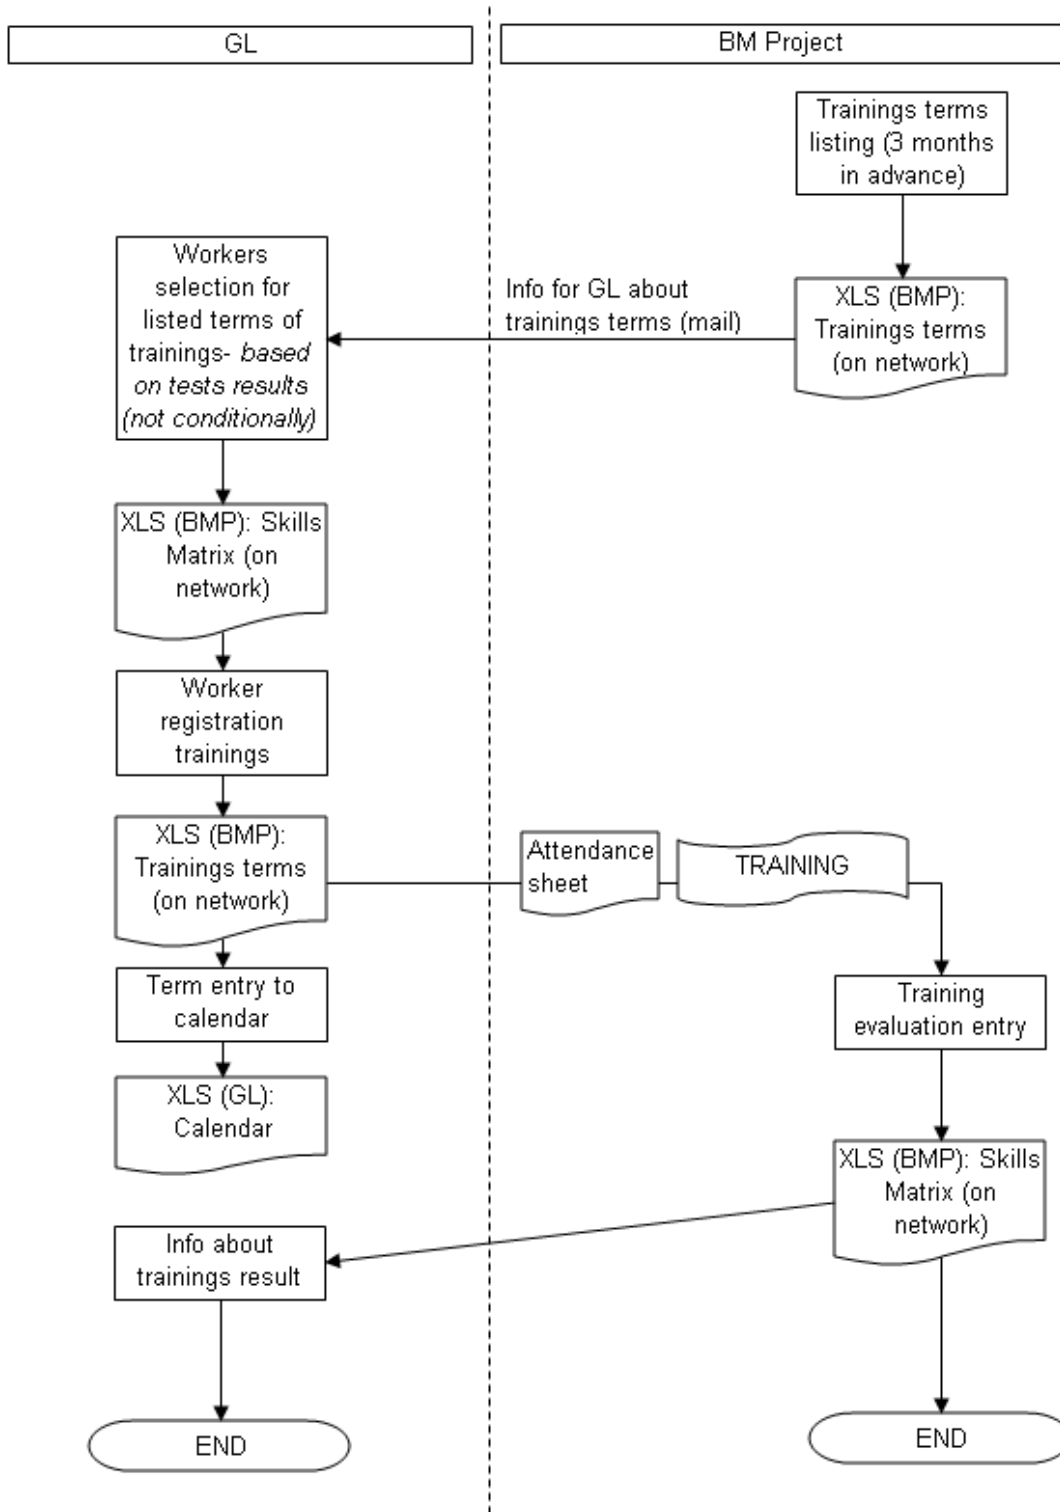 GL
BM Project
Trainings terms
listing (3 months
in advance)
Workers
selection for
listed terms of
trainings- based
on tests results
(not conditionally)
Info for GL about
trainings terms (mail)
XLS (BMP):
Trainings terms
(on network)
XLS (BMP): Skills
Matrix (on
network)
Worker
registration
trainings
XLS (BMP):
Trainings terms
(on network)
Attendance
sheet
TRAINING
Term entry to
calendar
Training
evaluation entry
XLS (GL):
Calendar
XLS (BMP): Skills
Matrix (on
network)
Info about
trainings result
END
END